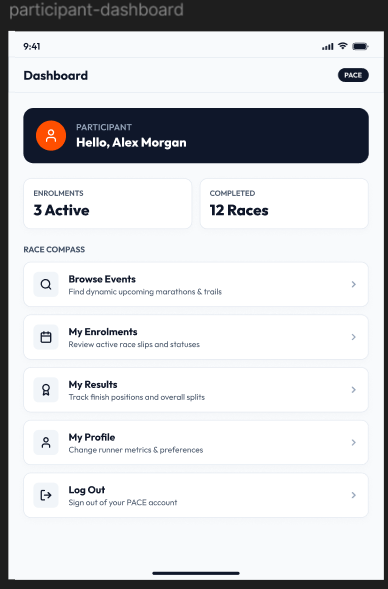 participant-dashboard
9:41
Dashboard
PACE
PARTICIPANT
Hello, Alex Morgan
ENROLMENTS
3 Active
COMPLETED
12 Races
RACE COMPASS
Browse Events
Find dynamic upcoming marathons & trails
My Enrolments
Review active race slips and statuses
My Results
Track finish positions and overall splits
My Profile
Change runner metrics & preferences
Log Out
Sign out of your PACE account